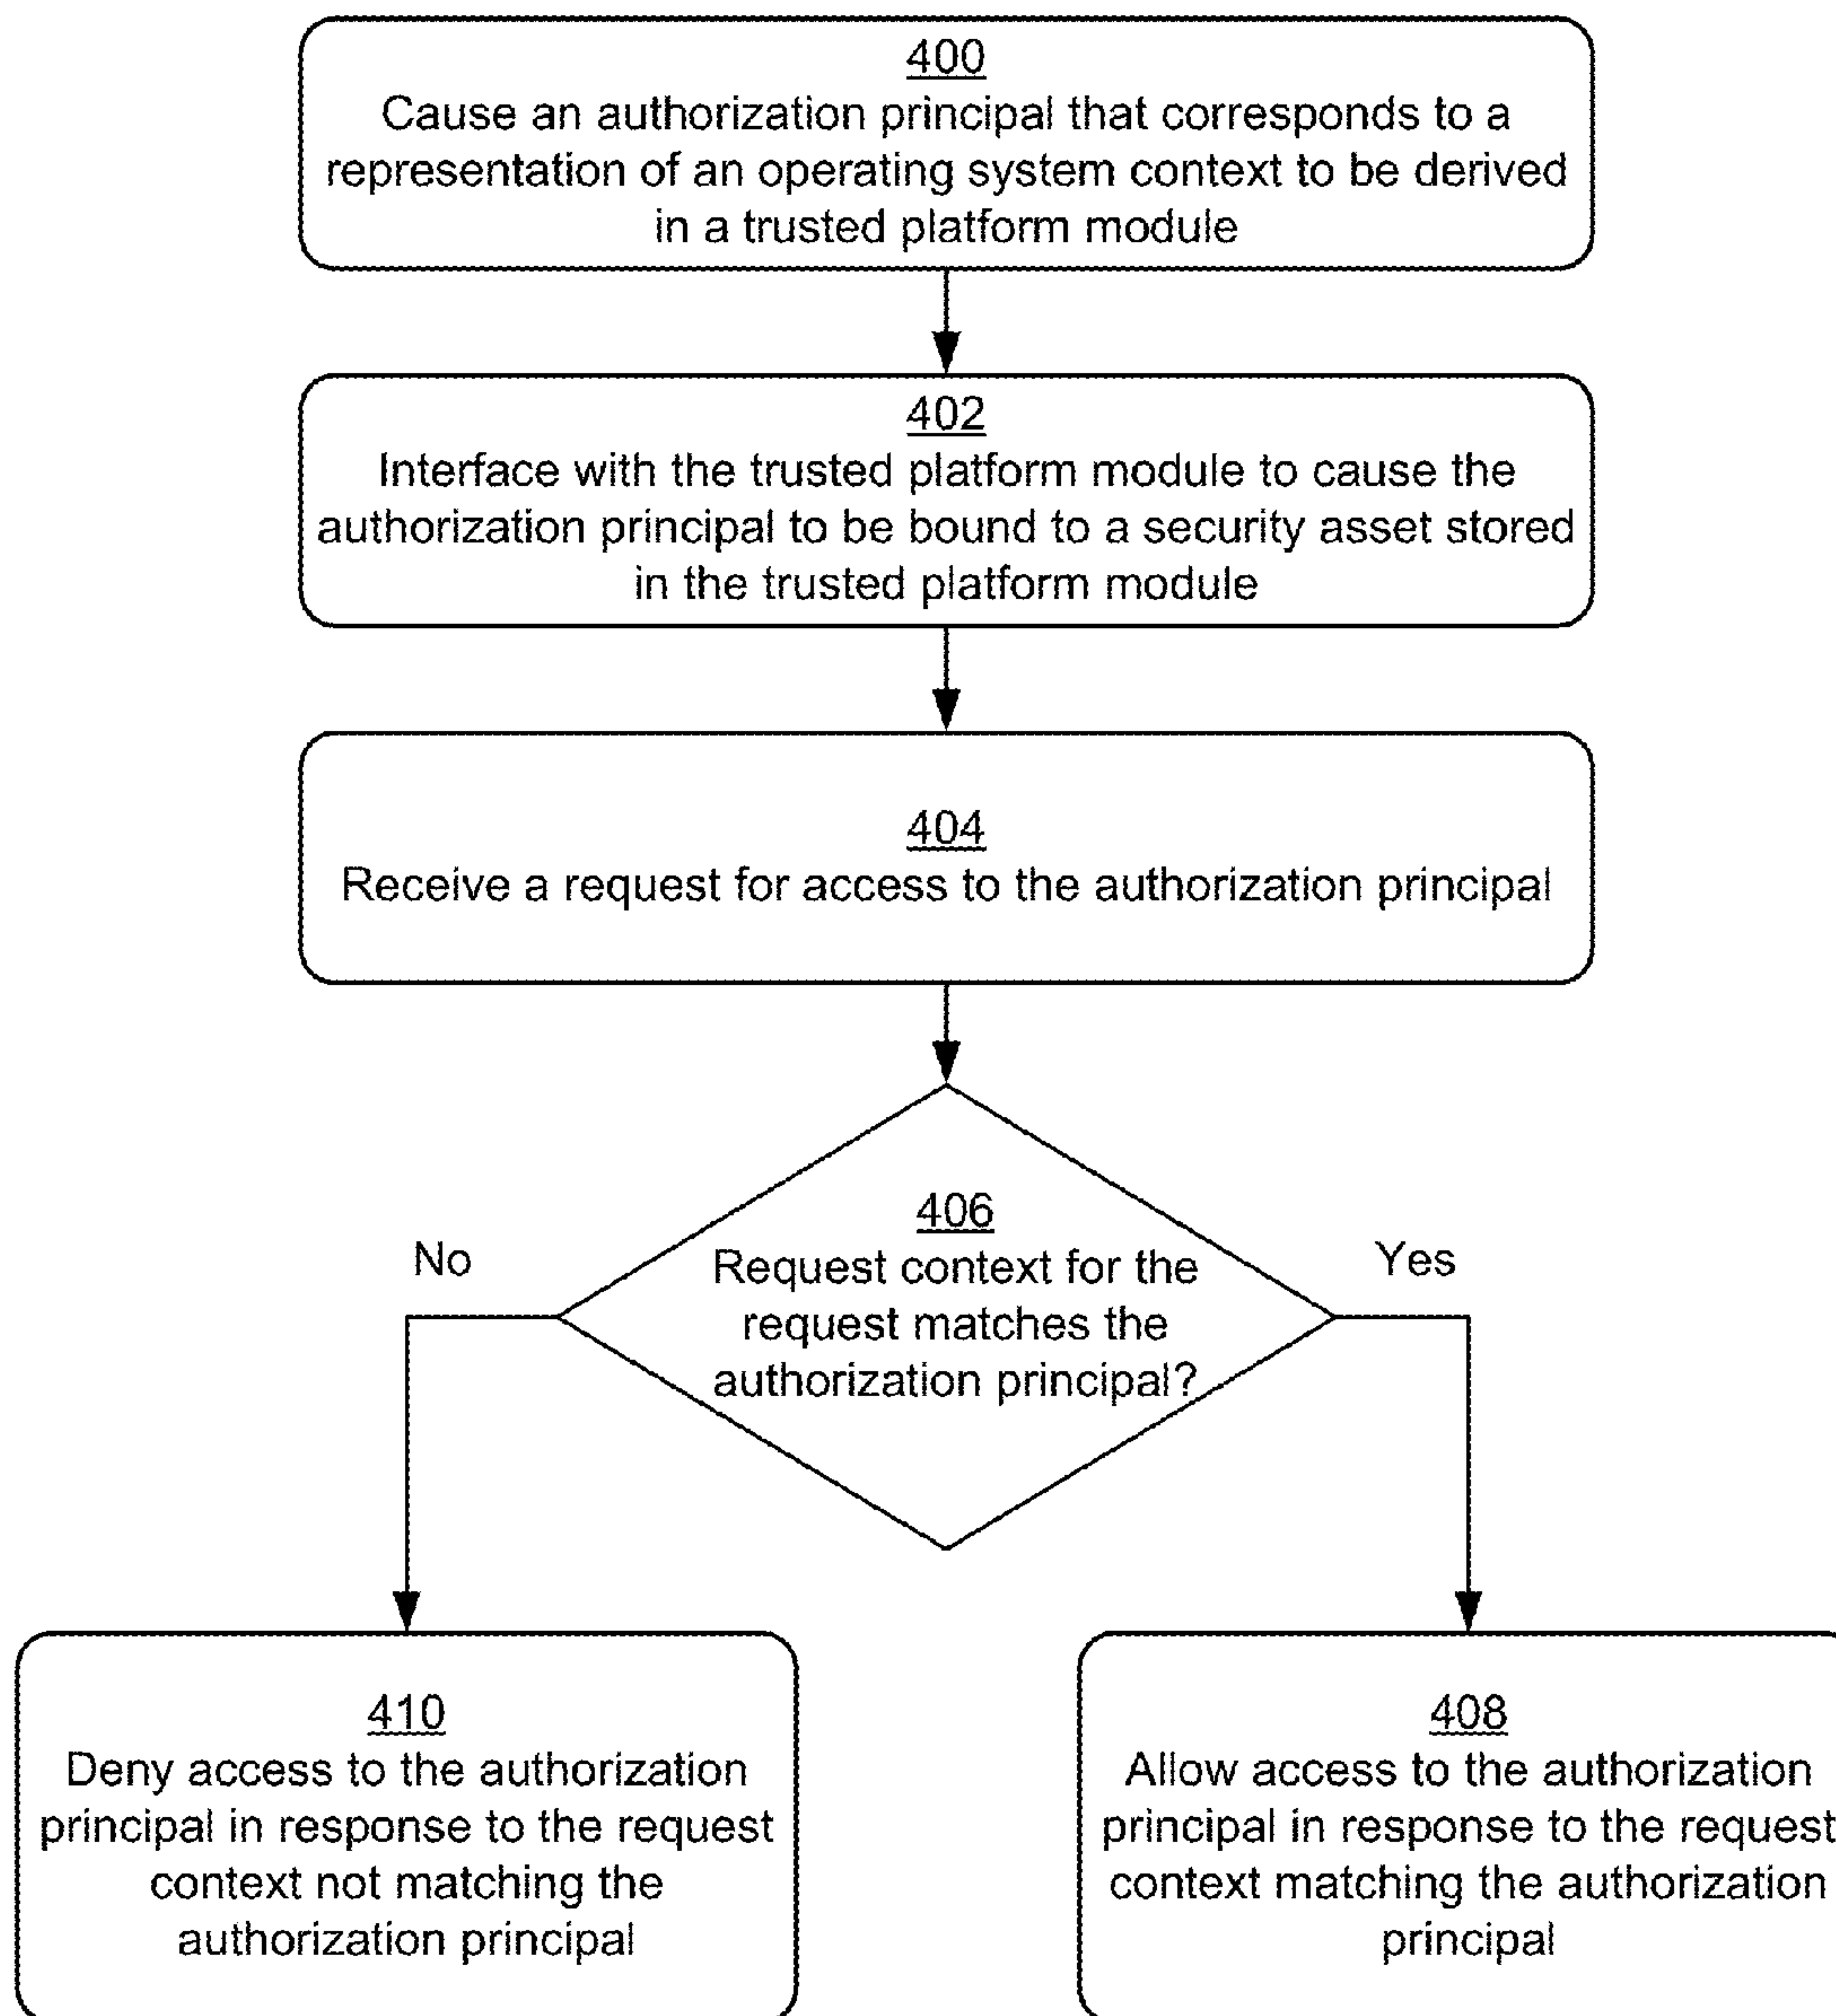 400
Cause an authorization principal that corresponds to a
representation of an operating system context to be derived
in a trusted platform module
402
Interface with the trusted platform module to cause the
authorization principal to be bound to a security asset stored
in the trusted platform module
404
Receive a request for access to the authorization principal
406
Request context for the
request matches the
authorization principal?
No
Yes
410
Deny access to the authorization
principal in response to the request
context not matching the
authorization principal
408
Allow access to the authorization
principal in response to the request
context matching the authorization
principal